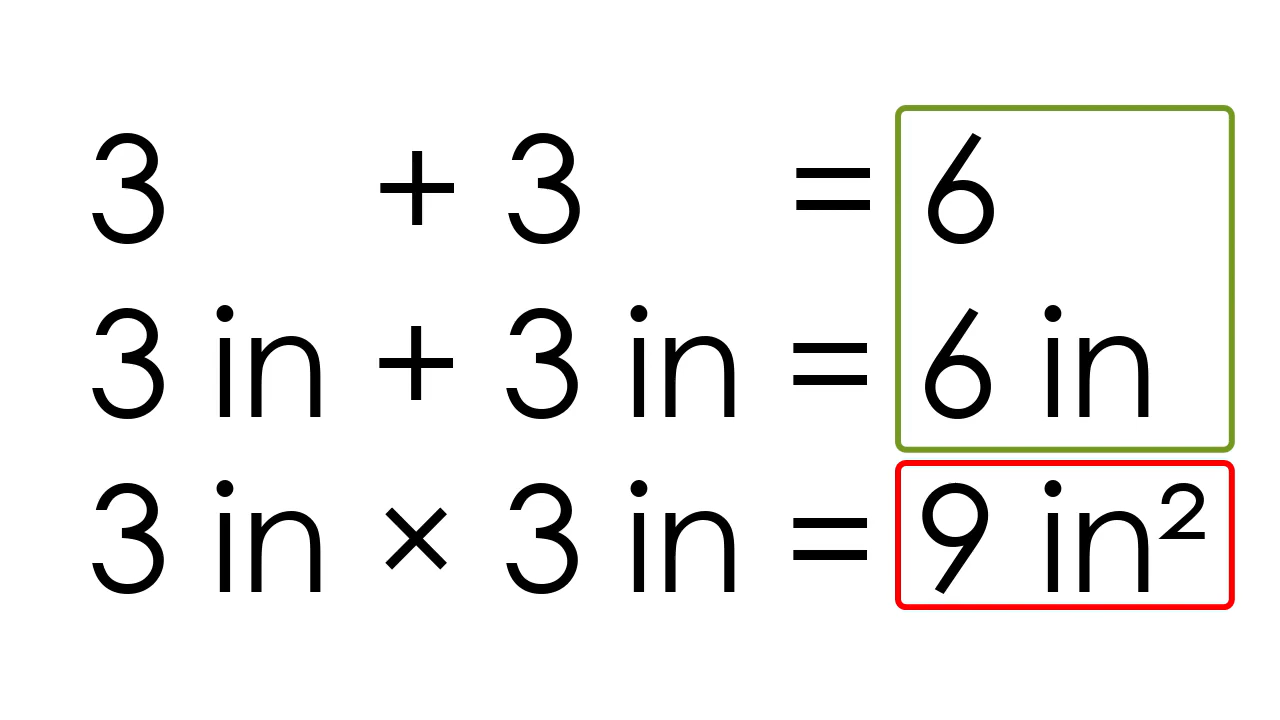 3 + 3 = 6
3 in + 3 in = 6 in
3 in × 3 in = 9 in²